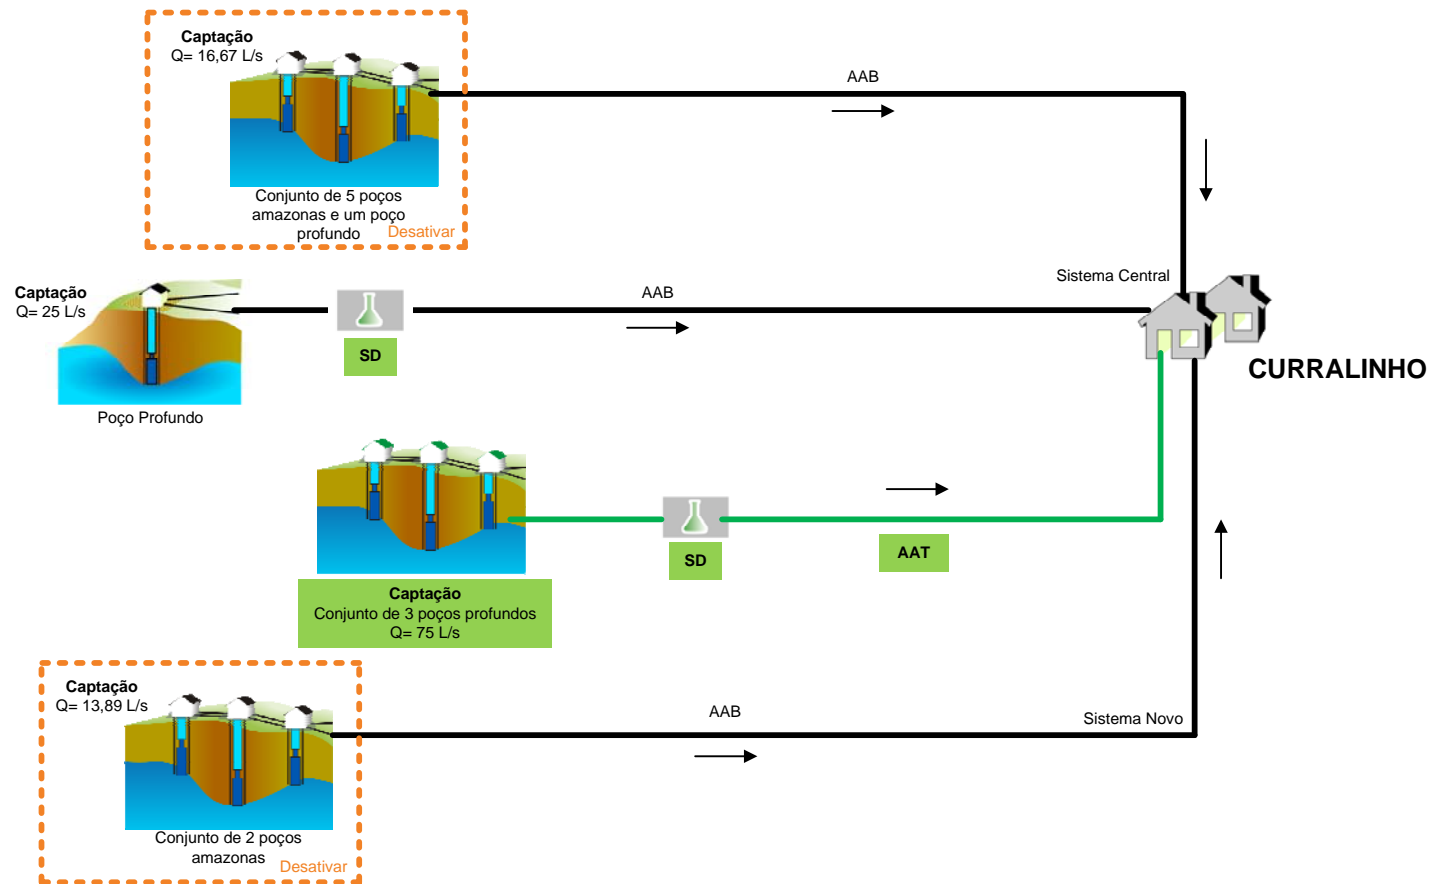 Captação
Q= 16,67 L/s
AAB
Conjunto de 5 poços
amazonas e um poço
profundo
Desativar
Sistema Central
Captação
Q= 25 L/s
AAB
SD
CURRALINHO
Poço Profundo
SD
AAT
Captação
Conjunto de 3 poços profundos
Q= 75 L/s
Captação
Q= 13,89 L/s
AAB
Sistema Novo
Conjunto de 2 poços
amazonas
Desativar